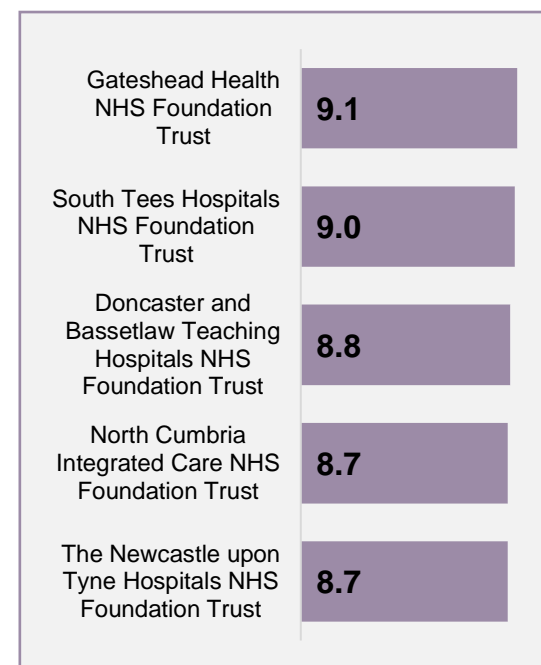 Gateshead Health
NHS Foundation
Trust
9.1
South Tees Hospitals
NHS Foundation
Trust
9.0
Doncaster and
Bassetlaw Teaching
Hospitals NHS
Foundation Trust
8.8
North Cumbria
Integrated Care NHS
Foundation Trust
8.7
The Newcastle upon
Tyne Hospitals NHS
Foundation Trust
8.7